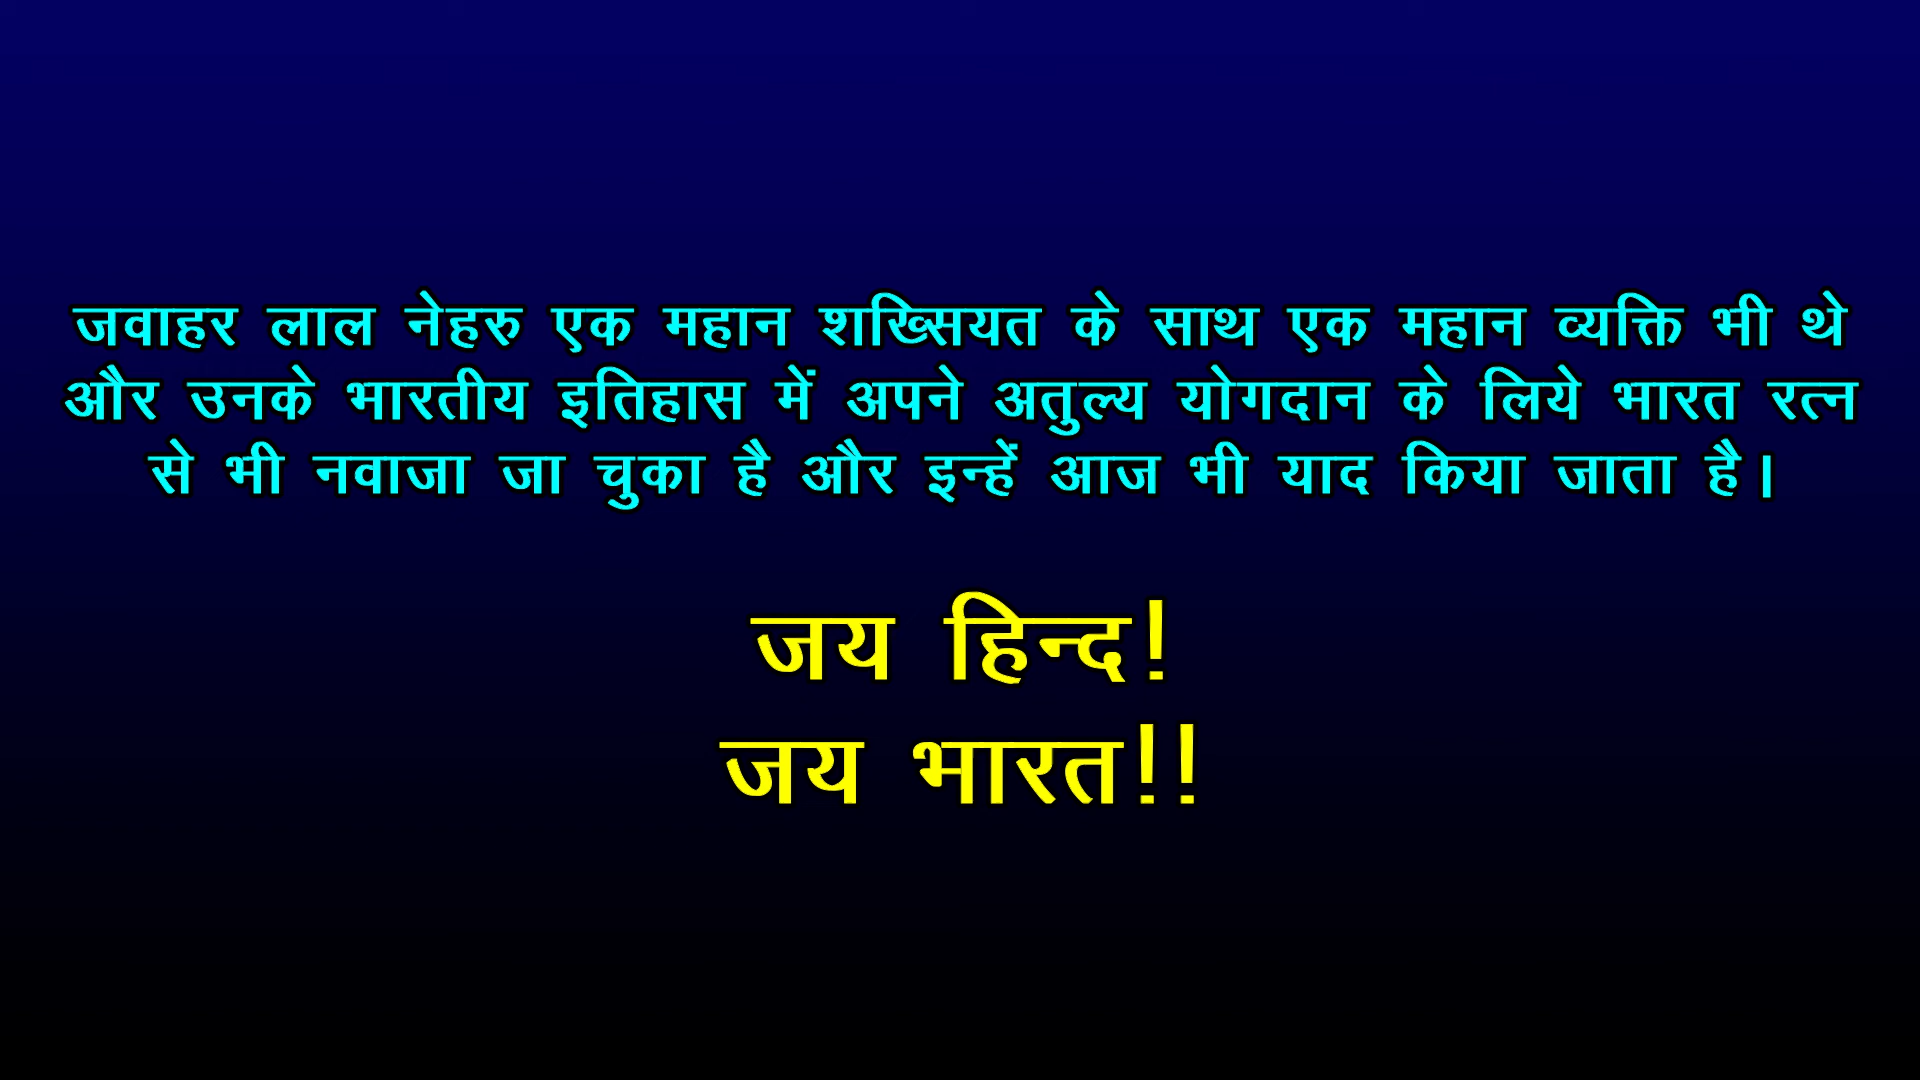 जवाहर लाल नेहरु एक महान शख्सियत के साथ एक महान व्यक्ति भी थे
और उनके भारतीय इतिहास में अपने अतुल्य योगदान के लिये भारत रत्न
से भी नवाजा जा चुका है और इन्हें आज भी याद किया जाता है।
जय हिन्द!
जय भारत!!